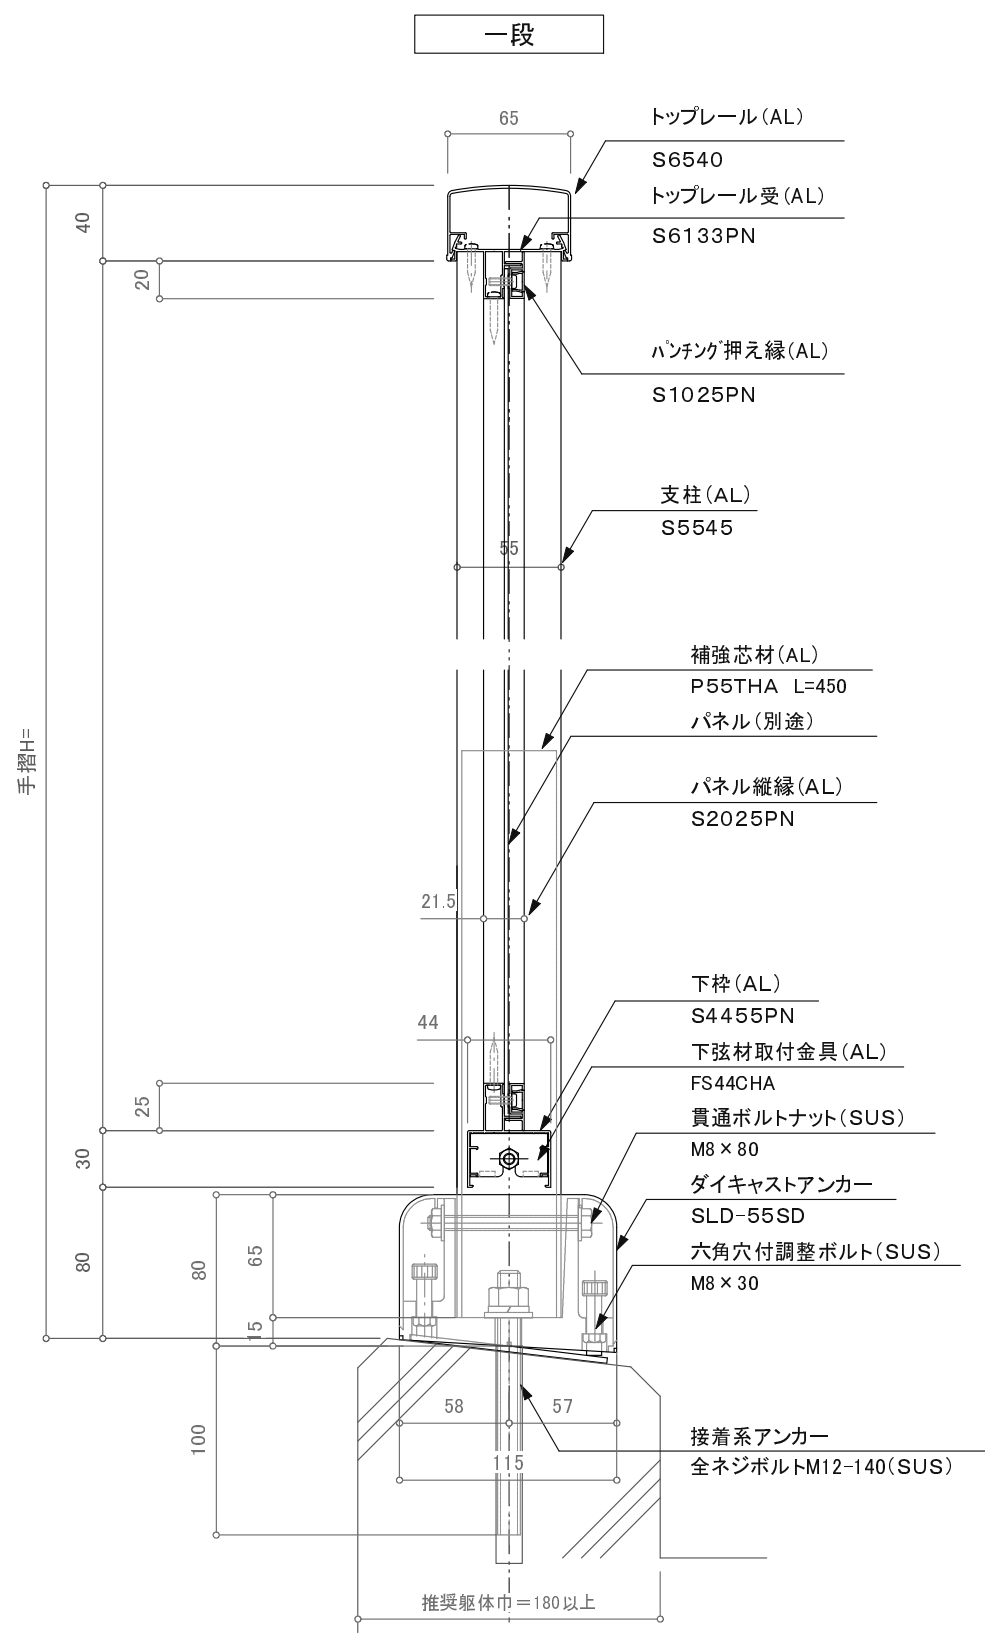 一段
65
トップレール(AL)
S6540
トップレール受(AL)
S6133PN
40
20
ﾊﾟﾝﾁﾝｸﾞ押え縁(AL)
S1025PN
支柱(AL)
S5545
55
補強芯材(AL)
P55THA L=450
パネル(別途)
手摺H=
パネル縦縁(AL)
S2025PN
21.5
下枠(AL)
S4455PN
44
下弦材取付金具(AL)
FS44CHA
25
貫通ボルトナット(SUS)
M8×80
30
ダイキャストアンカー
SLD-55SD
六角穴付調整ボルト(SUS)
M8×30
80
80
65
15
58
57
100
接着系アンカー
全ネジボルトM12-140(SUS)
115
推奨躯体巾=180以上